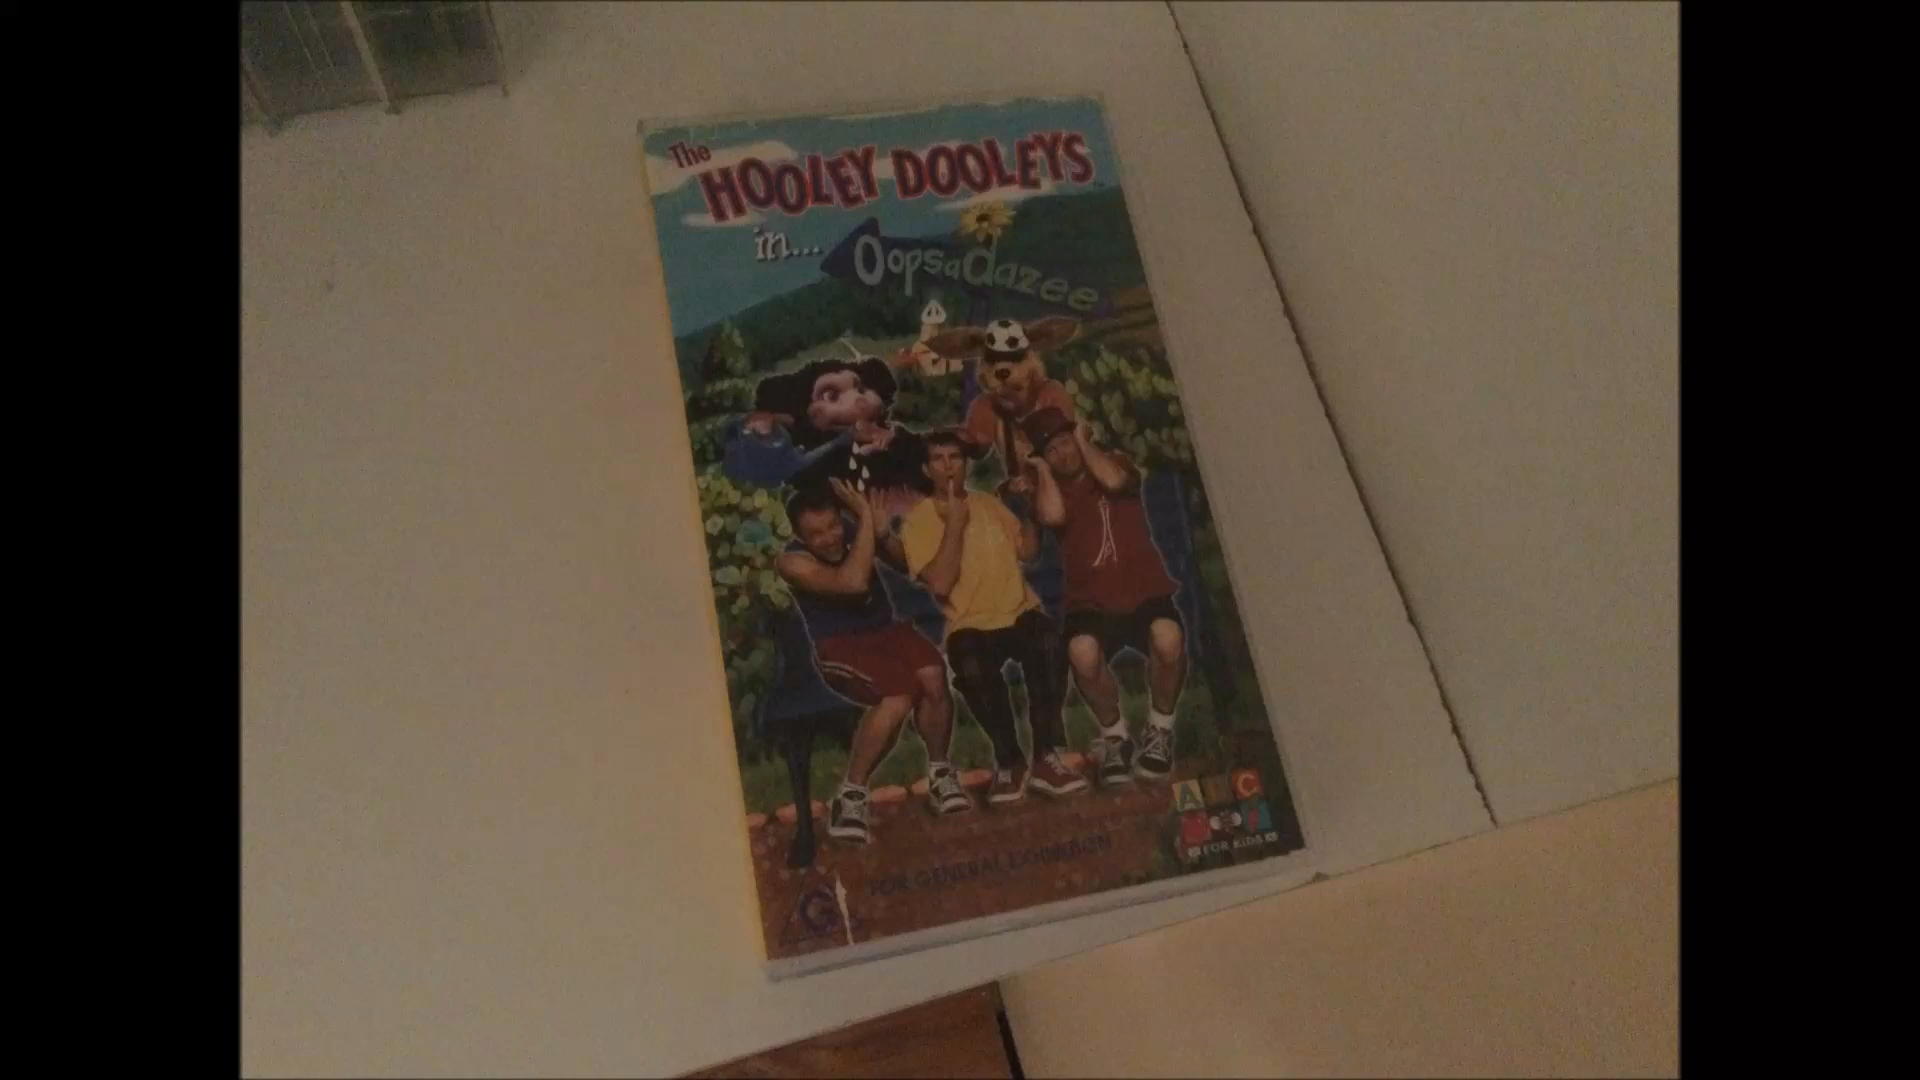 The
HOOLEY DOOLEYS
in... Oopsadazee
FOR GENERAL EXHIBITION
G
ABC
FOR KIDS